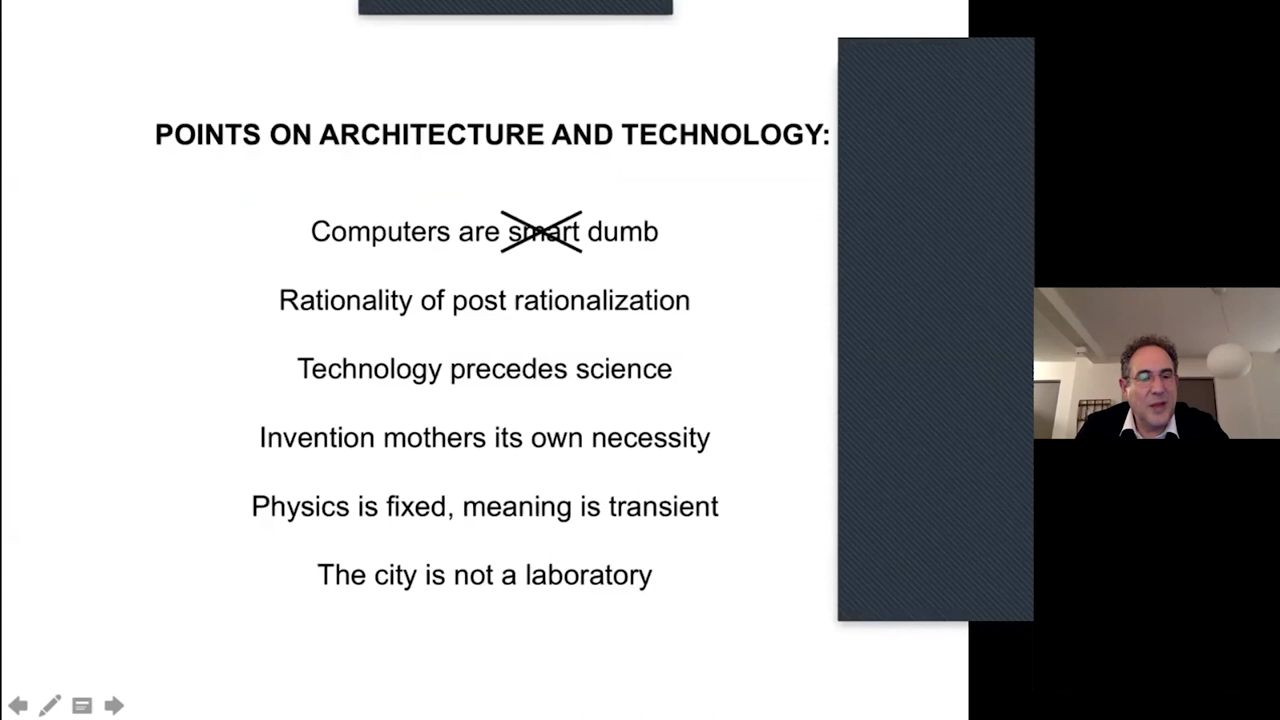 POINTS ON ARCHITECTURE AND TECHNOLOGY:
Computers are smart dumb
Rationality of post rationalization
Technology precedes science
Invention mothers its own necessity
Physics is fixed, meaning is transient
The city is not a laboratory